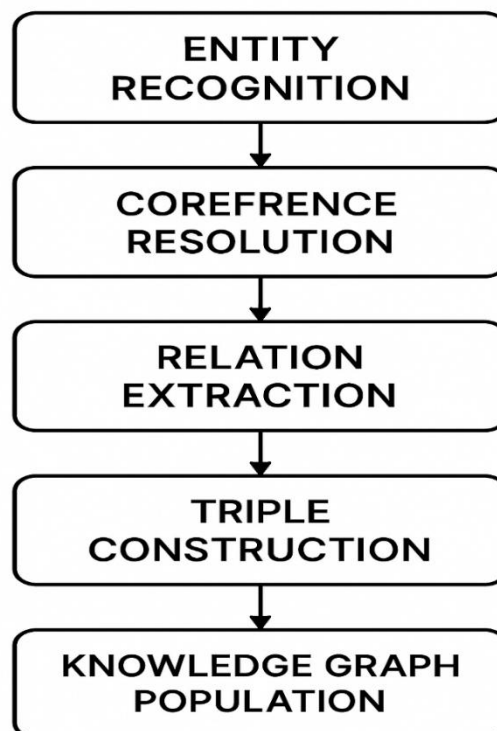 ENTITY
RECOGNITION
COREFRENCE
RESOLUTION
RELATION
EXTRACTION
TRIPLE
CONSTRUCTION
KNOWLEDGE GRAPH
POPULATION